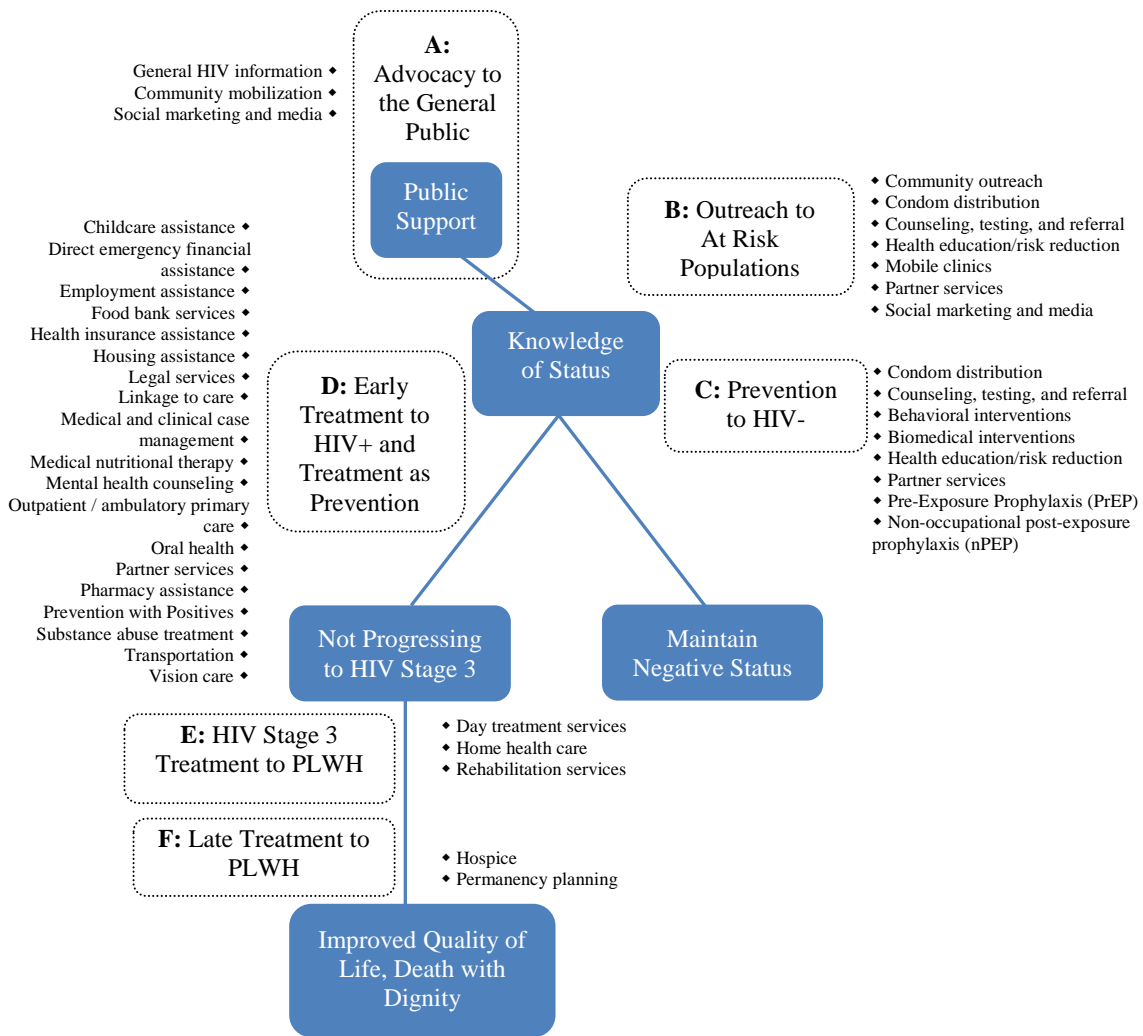 A:
Advocacy to
the General
Public
General HIV information ◆
Community mobilization ◆
Social marketing and media ◆
Public
Support
B: Outreach to
At Risk
Populations
◆ Community outreach
◆ Condom distribution
◆ Counseling, testing, and referral
◆ Health education/risk reduction
◆ Mobile clinics
◆ Partner services
◆ Social marketing and media
Knowledge
of Status
C: Prevention
to HIV-
◆ Condom distribution
◆ Counseling, testing, and referral
◆ Behavioral interventions
◆ Biomedical interventions
◆ Health education/risk reduction
◆ Partner services
◆ Pre-Exposure Prophylaxis (PrEP)
◆ Non-occupational post-exposure
prophylaxis (nPEP)
Childcare assistance ◆
Direct emergency financial
assistance ◆
Employment assistance ◆
Food bank services ◆
Health insurance assistance ◆
Housing assistance ◆
Legal services ◆
Linkage to care ◆
Medical and clinical case
management ◆
Medical nutritional therapy ◆
Mental health counseling ◆
Outpatient / ambulatory primary
care ◆
Oral health ◆
Partner services ◆
Pharmacy assistance ◆
Prevention with Positives ◆
Substance abuse treatment ◆
Transportation ◆
Vision care ◆
D: Early
Treatment to
HIV+ and
Treatment as
Prevention
Not Progressing
to HIV Stage 3
Maintain
Negative Status
E: HIV Stage 3
Treatment to PLWH
◆ Day treatment services
◆ Home health care
◆ Rehabilitation services
F: Late Treatment to
PLWH
◆ Hospice
◆ Permanency planning
Improved Quality of
Life, Death with
Dignity